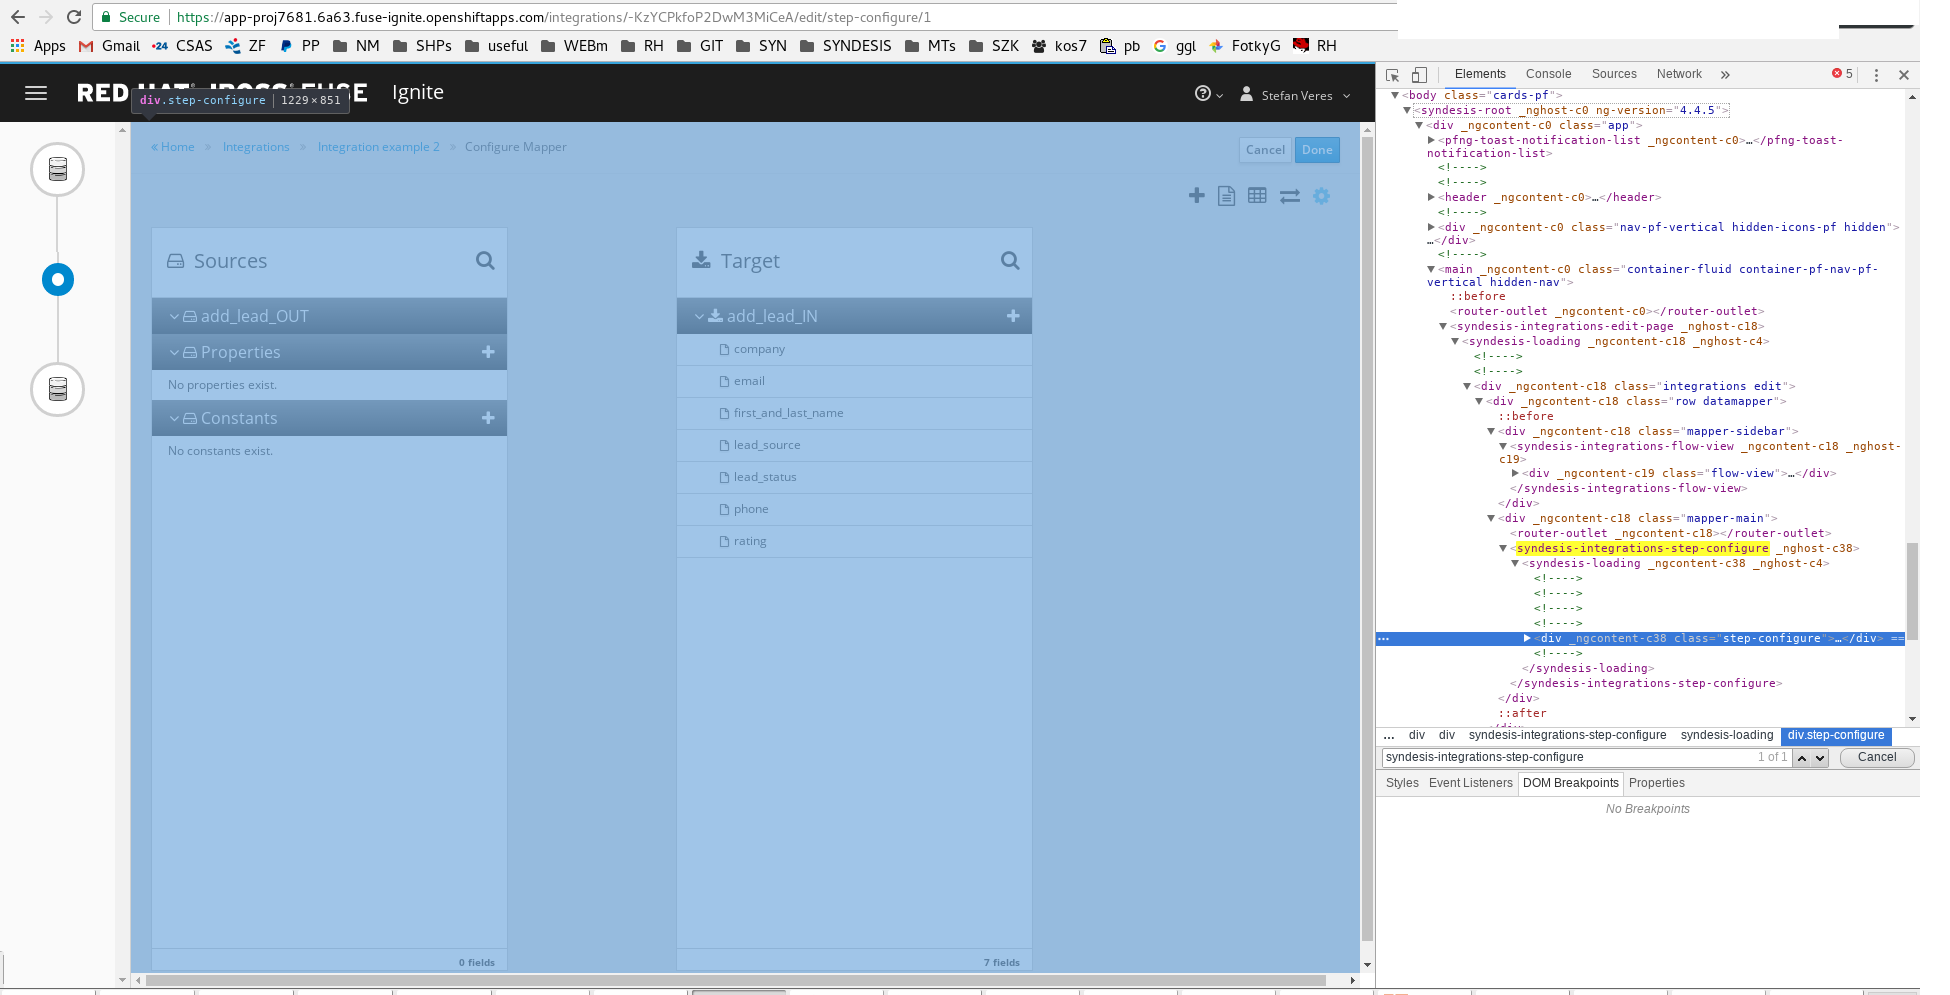 Secure https://app-proj7681.6a63.fuse-ignite.openshiftapps.com/integrations/-KzYCPkfoP2DwM3MiCeA/edit/step-configure/1
Apps Gmail CSAS ZF PP NM SHPs useful WEBm RH GIT SYN SYNDESIS MTs SZK kos7 pb ggl FotkyG RH
RED HAT JBOSS FUSE Ignite Stefan Veres
div.step-configure 1229×851
Home » Integrations » Integration example 2 » Configure Mapper Cancel Done
Sources
add_lead_OUT
Properties
No properties exist.
Constants
No constants exist.
0 fields
Target
add_lead_IN
company
email
first_and_last_name
lead_source
lead_status
phone
rating
7 fields
Elements Console Sources Network » 5
<body class="cards-pf">
<syndesis-root _nghost-c0 ng-version="4.4.5">
<div _ngcontent-c0 class="app">
<pfng-toast-notification-list _ngcontent-c0>…</pfng-toast-
notification-list>
<!---->
<!---->
<header _ngcontent-c0>…</header>
<!---->
<div _ngcontent-c0 class="nav-pf-vertical hidden-icons-pf hidden">
…</div>
<!---->
<main _ngcontent-c0 class="container-fluid container-pf-nav-pf-
vertical hidden-nav">
::before
<router-outlet _ngcontent-c0></router-outlet>
<syndesis-integrations-edit-page _nghost-c18>
<syndesis-loading _ngcontent-c18 _nghost-c4>
<!---->
<!---->
<div _ngcontent-c18 class="integrations edit">
<div _ngcontent-c18 class="row datamapper">
::before
<div _ngcontent-c18 class="mapper-sidebar">
<syndesis-integrations-flow-view _ngcontent-c18 _nghost-
c19>
<div _ngcontent-c19 class="flow-view">…</div>
</syndesis-integrations-flow-view>
</div>
<div _ngcontent-c18 class="mapper-main">
<router-outlet _ngcontent-c18></router-outlet>
<syndesis-integrations-step-configure _nghost-c38>
<syndesis-loading _ngcontent-c38 _nghost-c4>
<!---->
<!---->
<!---->
<!---->
… <div _ngcontent-c38 class="step-configure">…</div> ==
<!---->
</syndesis-loading>
</syndesis-integrations-step-configure>
</div>
::after
… div div syndesis-integrations-step-configure syndesis-loading div.step-configure
syndesis-integrations-step-configure 1 of 1 Cancel
Styles Event Listeners DOM Breakpoints Properties
No Breakpoints